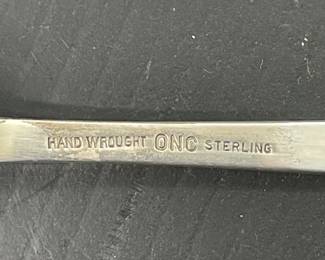 HAND WROUGHT ONC STERLING